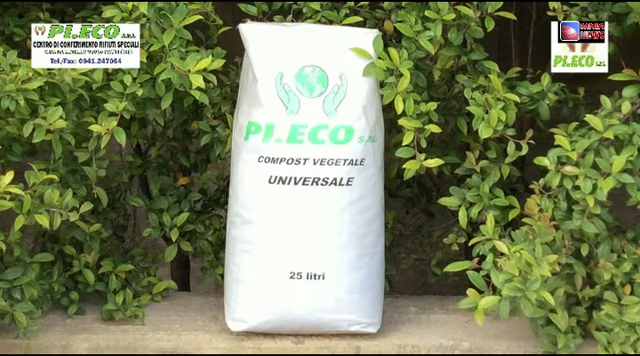 PI.ECO S.R.L.
CENTRO DI CONFERIMENTO RIFIUTI SPECIALI
Tel./Fax: 0941.247064
NEWS
PI.ECO
PI.ECO S.R.L.
COMPOST VEGETALE
UNIVERSALE
25 litri